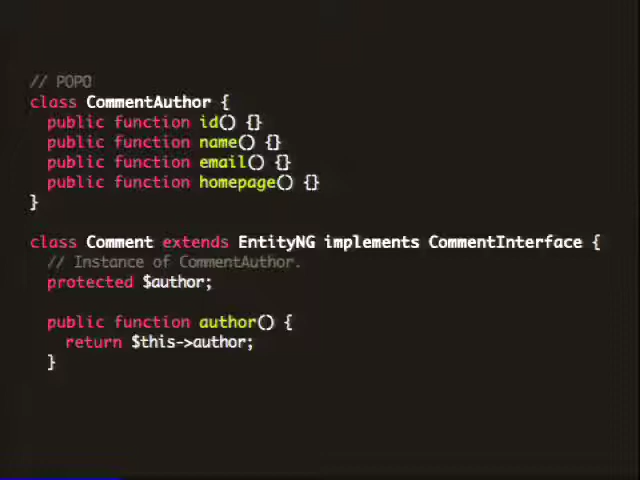 // POPO
class CommentAuthor {
public function id() {}
public function name() {}
public function email() {}
public function homepage() {}
}
class Comment extends EntityNG implements CommentInterface {
// Instance of CommentAuthor.
protected $author;
public function author() {
return $this->author;
}